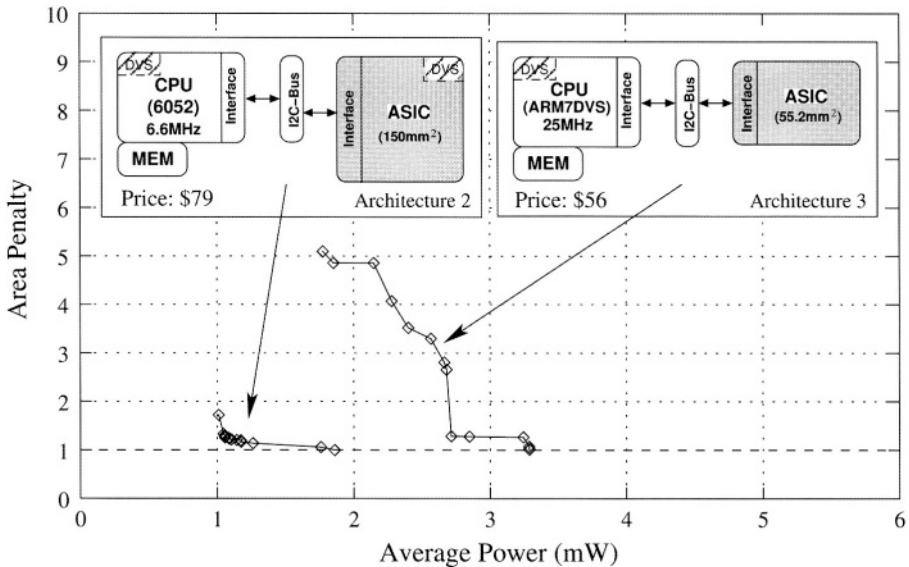 10
9
8
7
6
5
4
3
2
1
0
Area Penalty
DVS
CPU
(6052)
6.6MHz
Interface
MEM
I2C-Bus
Interface
DVS
ASIC
(150mm²)
Price: $79
Architecture 2
DVS
CPU
(ARM7DVS)
25MHz
Interface
MEM
I2C-Bus
Interface
ASIC
(55.2mm²)
Price: $56
Architecture 3
0 1 2 3 4 5 6
Average Power (mW)